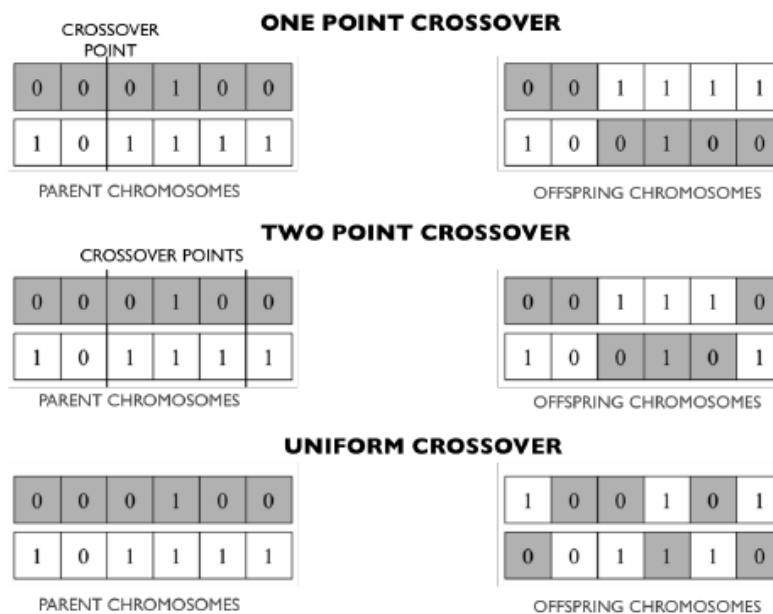 ONE POINT CROSSOVER
CROSSOVER
POINT
0 0 0 1 0 0
1 0 1 1 1 1
PARENT CHROMOSOMES
0 0 1 1 1 1
1 0 0 1 0 0
OFFSPRING CHROMOSOMES
TWO POINT CROSSOVER
CROSSOVER POINTS
0 0 0 1 0 0
1 0 1 1 1 1
PARENT CHROMOSOMES
0 0 1 1 1 0
1 0 0 1 0 1
OFFSPRING CHROMOSOMES
UNIFORM CROSSOVER
0 0 0 1 0 0
1 0 1 1 1 1
PARENT CHROMOSOMES
1 0 0 1 0 1
0 0 1 1 1 0
OFFSPRING CHROMOSOMES